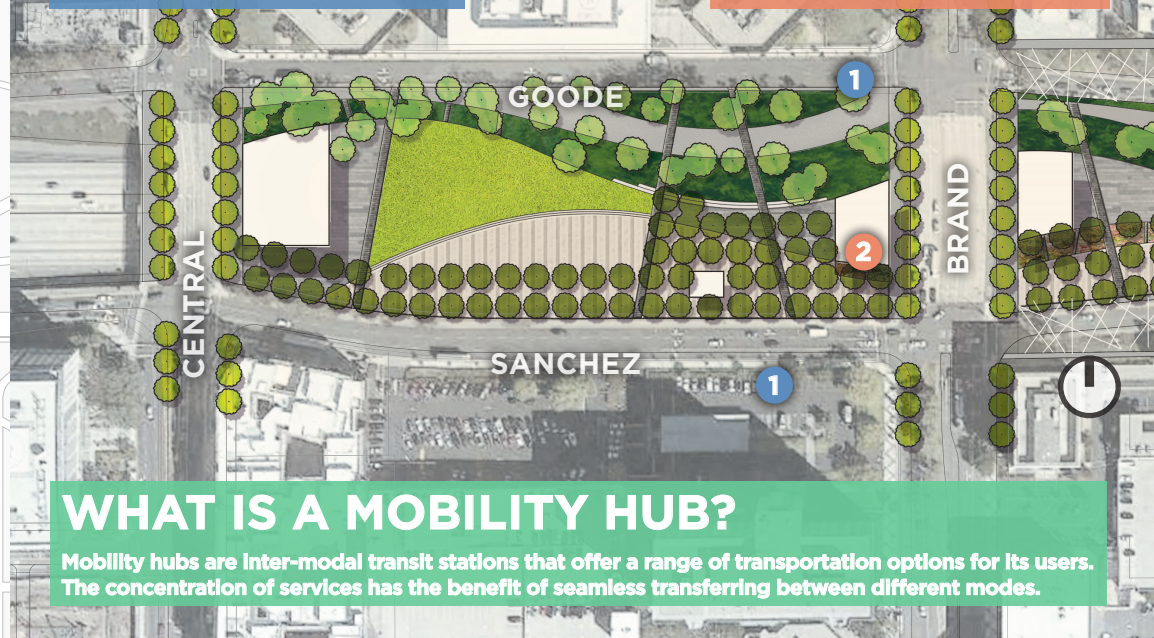 GOODE
1
BRAND
2
CENTRAL
SANCHEZ
1
WHAT IS A MOBILITY HUB?
Mobility hubs are inter-modal transit stations that offer a range of transportation options for its users.
The concentration of services has the benefit of seamless transferring between different modes.